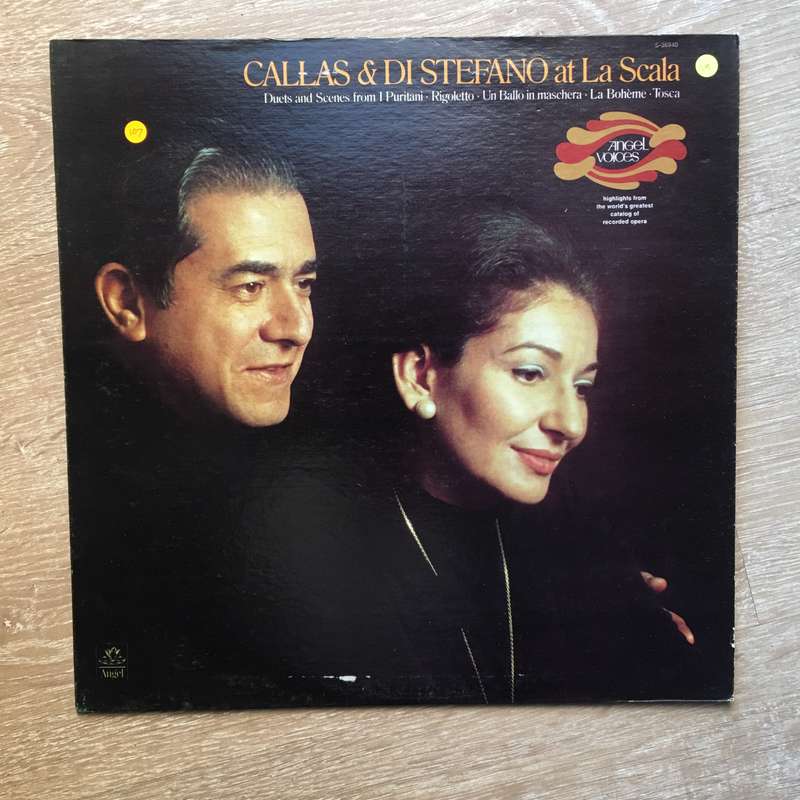 S-36940
CALLAS & DI STEFANO at La Scala
Duets and Scenes from I Puritani · Rigoletto · Un Ballo in maschera · La Bohème · Tosca
ANGEL
VOICES
highlights from
the world's greatest
catalog of
recorded opera
Angel